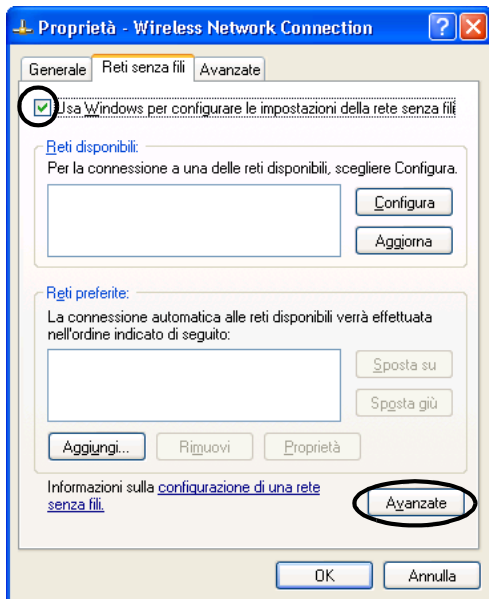 Proprietà - Wireless Network Connection
Generale Reti senza fili Avanzate
Usa Windows per configurare le impostazioni della rete senza fili
Reti disponibili:
Per la connessione a una delle reti disponibili, scegliere Configura.
Configura
Aggiorna
Reti preferite:
La connessione automatica alle reti disponibili verrà effettuata
nell'ordine indicato di seguito:
Sposta su
Sposta giù
Aggiungi... Rimuovi Proprietà
Informazioni sulla configurazione di una rete
senza fili.
Avanzate
OK Annulla